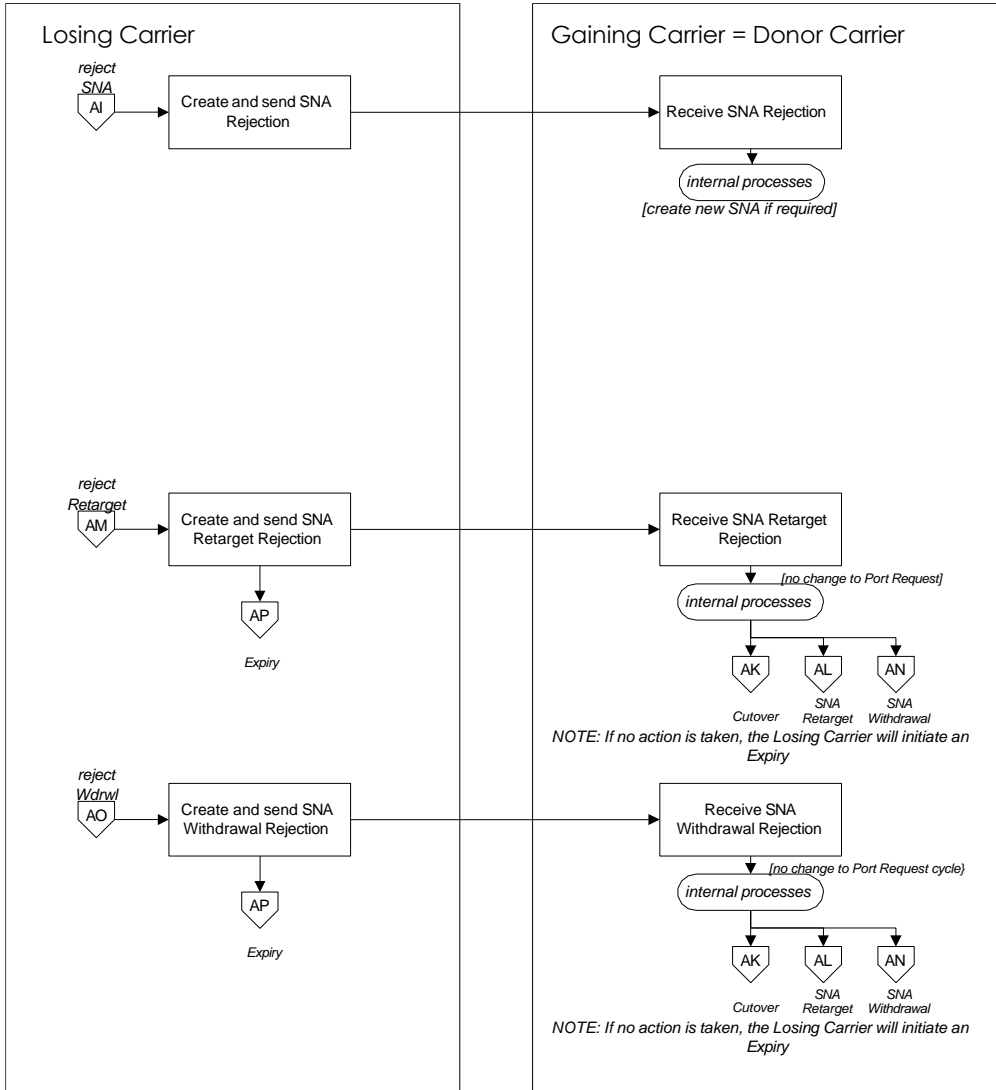 Losing Carrier
Gaining Carrier = Donor Carrier
reject
SNA
AI
Create and send SNA
Rejection
Receive SNA Rejection
internal processes
[create new SNA if required]
reject
Retarget
AM
Create and send SNA
Retarget Rejection
Receive SNA Retarget
Rejection
[no change to Port Request]
internal processes
AP
Expiry
AK
AL
AN
Cutover
SNA
Retarget
SNA
Withdrawal
NOTE: If no action is taken, the Losing Carrier will initiate an
Expiry
reject
Wdrwl
AO
Create and send SNA
Withdrawal Rejection
Receive SNA
Withdrawal Rejection
[no change to Port Request cycle}
internal processes
AP
Expiry
AK
AL
AN
Cutover
SNA
Retarget
SNA
Withdrawal
NOTE: If no action is taken, the Losing Carrier will initiate an
Expiry